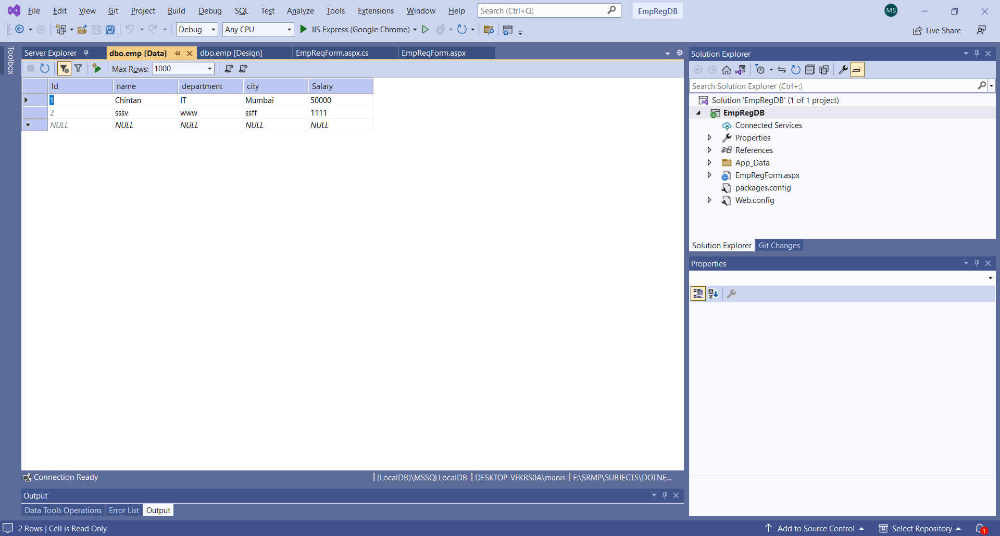 File Edit View Git Project Build Debug SQL Test Analyze Tools Extensions Window Help Search (Ctrl+Q) EmpRegDB MS
Debug Any CPU IIS Express (Google Chrome) Live Share
Toolbox
Server Explorer dbo.emp [Data] dbo.emp [Design] EmpRegForm.aspx.cs EmpRegForm.aspx
Max Rows: 1000
Id name department city Salary
1 Chintan IT Mumbai 50000
2 sssv www ssff 1111
* NULL NULL NULL NULL NULL
Connection Ready (LocalDB)\MSSQLLocalDB DESKTOP-VFKRS0A\manis E:\SBMP\SUBJECTS\DOTNE...
Output
Data Tools Operations Error List Output
Solution Explorer
Search Solution Explorer (Ctrl+;)
Solution 'EmpRegDB' (1 of 1 project)
EmpRegDB
Connected Services
Properties
References
App_Data
EmpRegForm.aspx
packages.config
Web.config
Solution Explorer Git Changes
Properties
2 Rows | Cell is Read Only Add to Source Control Select Repository 1